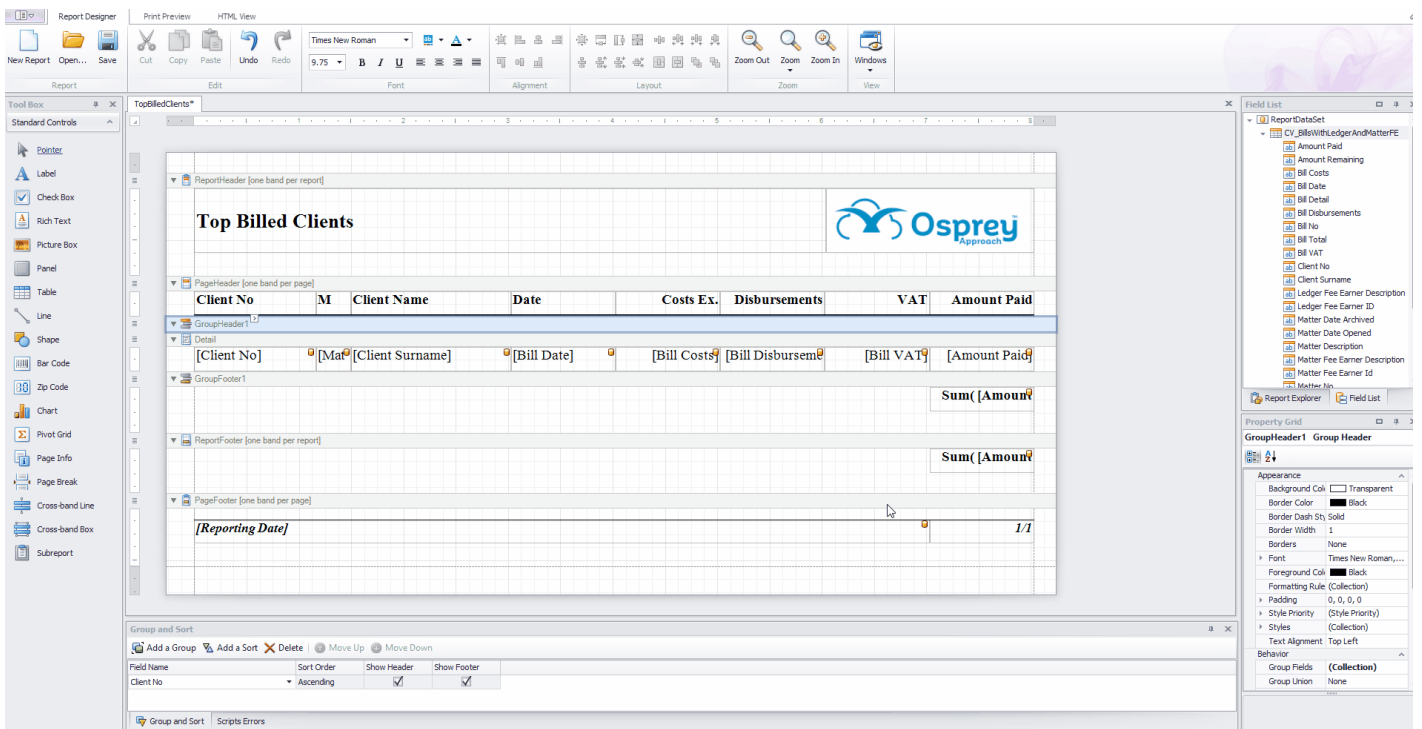 Report Designer Print Preview HTML View
New Report Open... Save Cut Copy Paste Undo Redo
Times New Roman
9.75 B I U
Zoom Out Zoom Zoom In Windows
Report Edit Font Alignment Layout Zoom View
Tool Box
Standard Controls
Pointer
Label
Check Box
Rich Text
Picture Box
Panel
Table
Line
Shape
Bar Code
Zip Code
Chart
Pivot Grid
Page Info
Page Break
Cross-band Line
Cross-band Box
Subreport
TopBilledClients*
1 2 3 4 5 6 7 8
ReportHeader [one band per report]
Top Billed Clients
Osprey
Approach
PageHeader [one band per page]
Client No M Client Name Date Costs Ex. Disbursements VAT Amount Paid
GroupHeader1
Detail
[Client No] [Mat [Client Surname] [Bill Date] [Bill Costs] [Bill Disburseme [Bill VAT] [Amount Paid]
GroupFooter1
Sum( [Amoun
ReportFooter [one band per report]
Sum( [Amoun
PageFooter [one band per page]
[Reporting Date] 1/1
Group and Sort
Add a Group Add a Sort Delete Move Up Move Down
Field Name Sort Order Show Header Show Footer
Client No Ascending
Group and Sort Scripts Errors
Field List
ReportDataSet
CV_BillsWithLedgerAndMatterFE
Amount Paid
Amount Remaining
Bill Costs
Bill Date
Bill Detail
Bill Disbursements
Bill No
Bill Total
Bill VAT
Client No
Client Surname
Ledger Fee Earner Description
Ledger Fee Earner ID
Matter Date Archived
Matter Date Opened
Matter Description
Matter Fee Earner Description
Matter Fee Earner Id
Matter No
Report Explorer Field List
Property Grid
GroupHeader1 Group Header
Appearance
Background Col Transparent
Border Color Black
Border Dash Sty Solid
Border Width 1
Borders None
Font Times New Roman,...
Foreground Col Black
Formatting Rule (Collection)
Padding 0, 0, 0, 0
Style Priority (Style Priority)
Styles (Collection)
Text Alignment Top Left
Behavior
Group Fields (Collection)
Group Union None